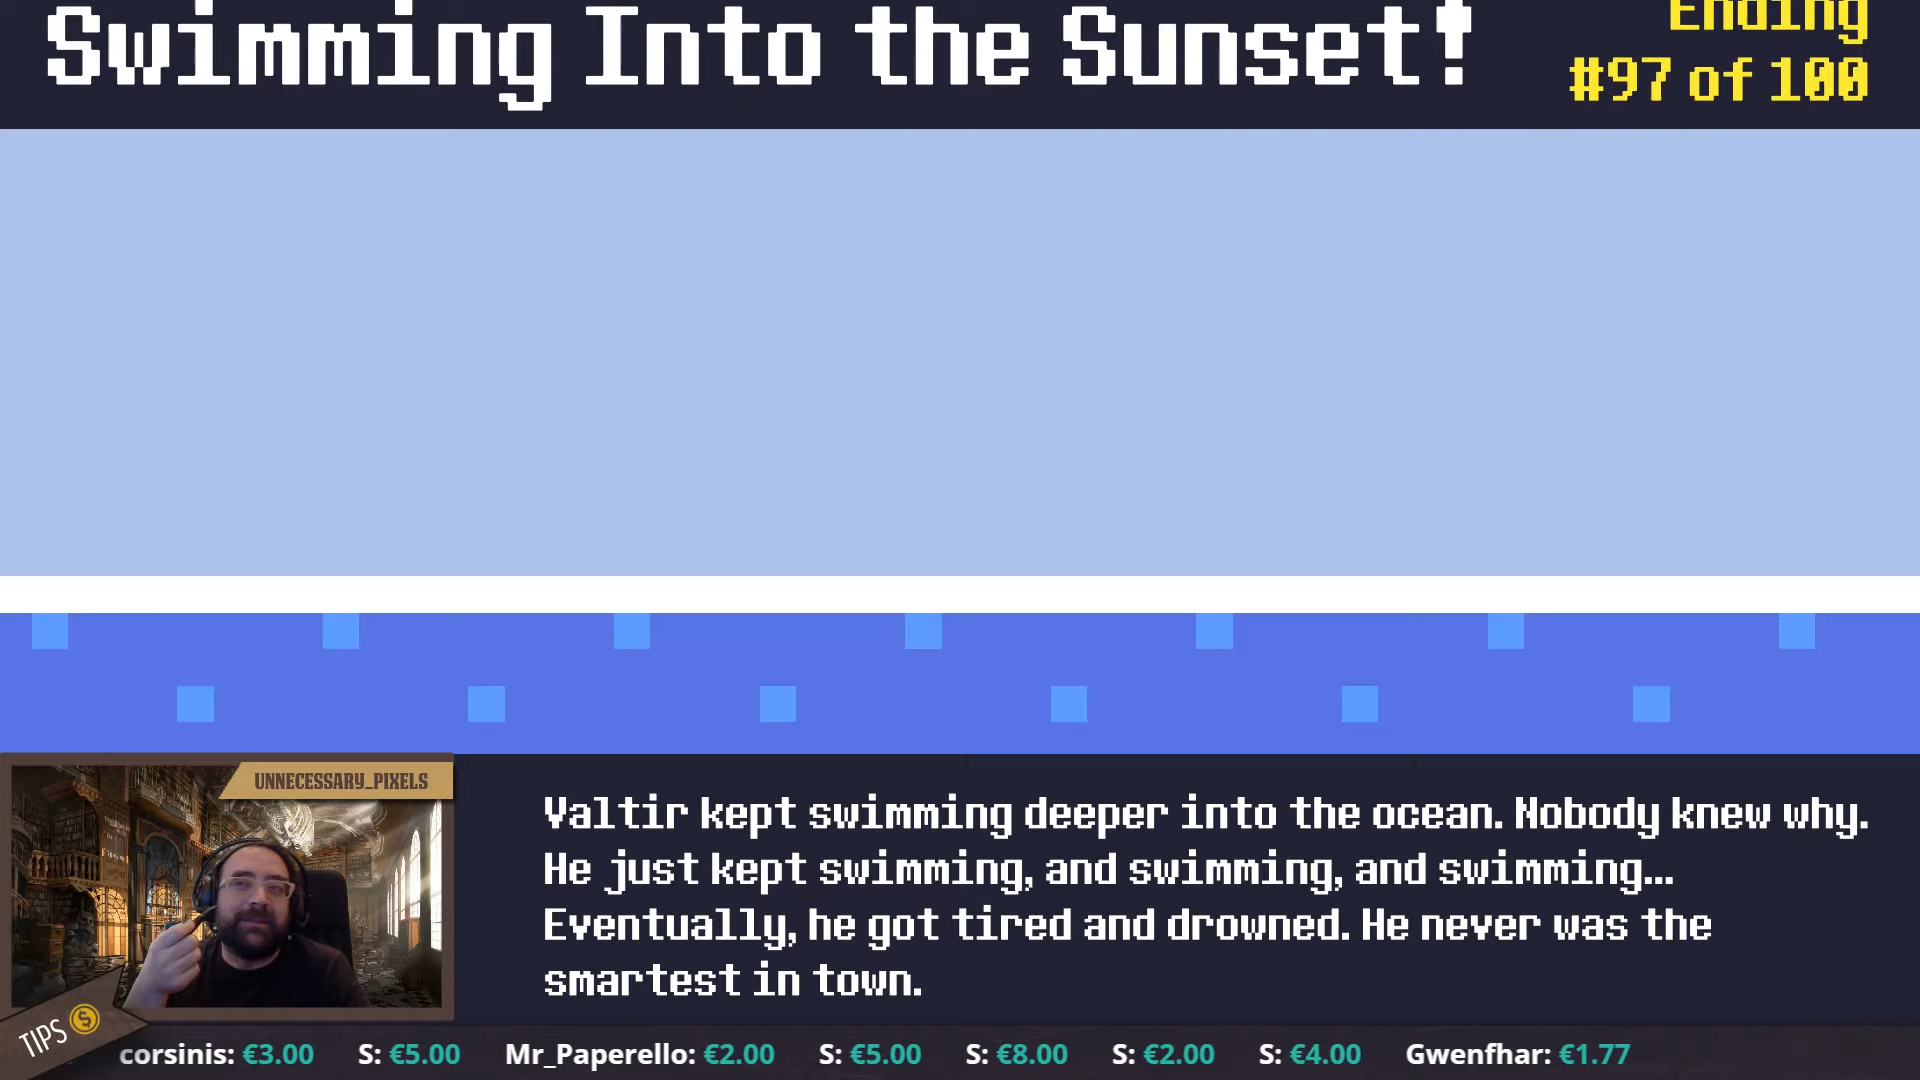 Swimming Into the Sunset!
Ending
#97 of 100
UNNECESSARY_PIXELS
Valtir kept swimming deeper into the ocean. Nobody knew why.
He just kept swimming, and swimming, and swimming...
Eventually, he got tired and drowned. He never was the
smartest in town.
TIPS
corsinis: €3.00 S: €5.00 Mr_Paperello: €2.00 S: €5.00 S: €8.00 S: €2.00 S: €4.00 Gwenfhar: €1.77